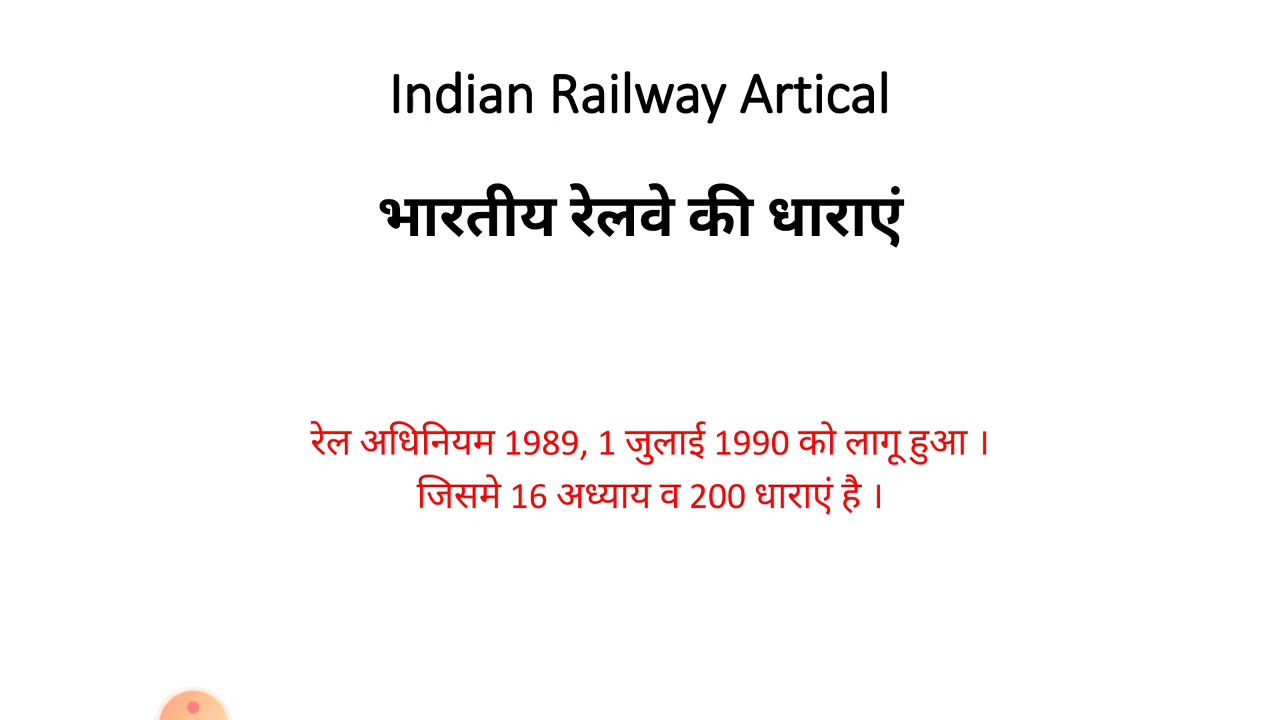 Indian Railway Artical
भारतीय रेलवे की धाराएं
रेल अधिनियम 1989, 1 जुलाई 1990 को लागू हुआ ।
जिसमे 16 अध्याय व 200 धाराएं है ।